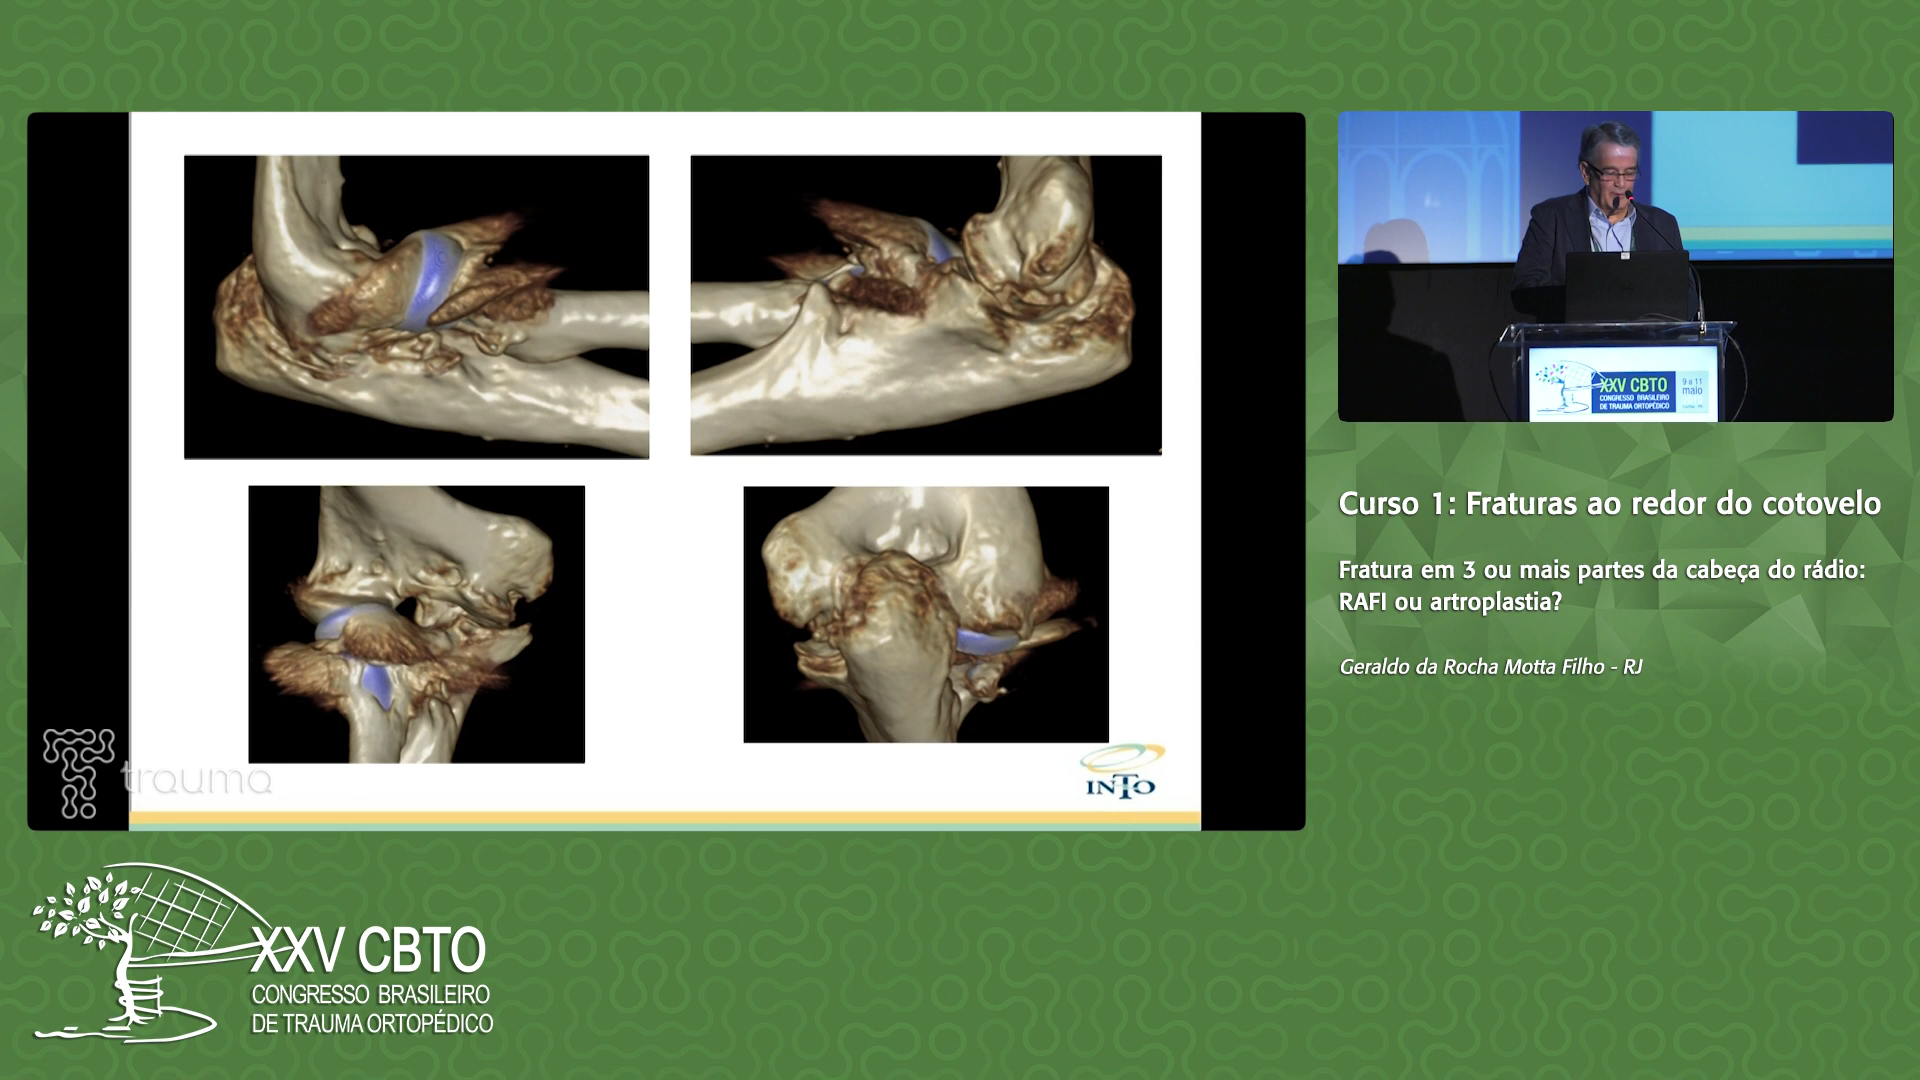 INTO
trauma
XXV CBTO
CONGRESSO BRASILEIRO
DE TRAUMA ORTOPÉDICO
9 a 11
maio
Curso 1: Fraturas ao redor do cotovelo
Fratura em 3 ou mais partes da cabeça do rádio:
RAFI ou artroplastia?
Geraldo da Rocha Motta Filho - RJ
XXV CBTO
CONGRESSO BRASILEIRO
DE TRAUMA ORTOPÉDICO